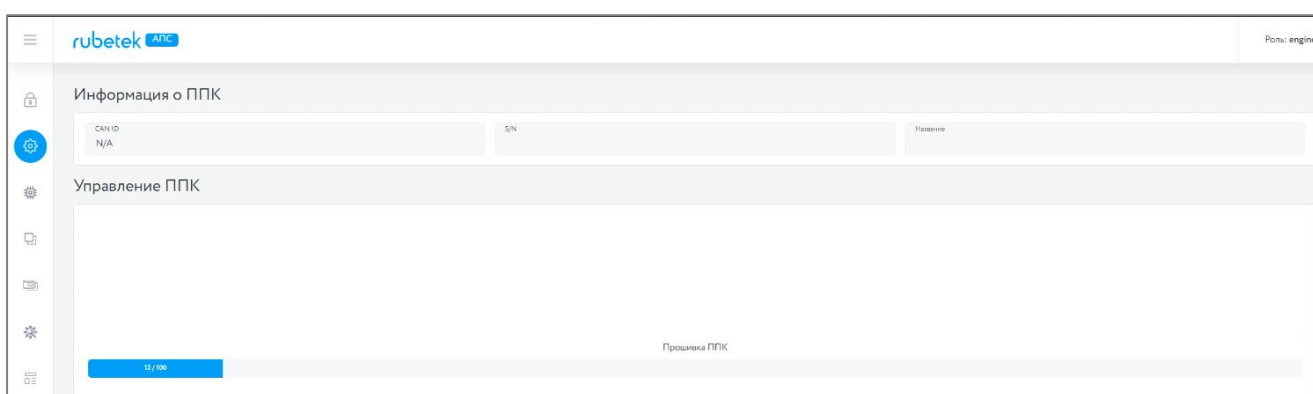 rubetek АПС
Роль: engine
Информация о ППК
CAN ID
N/A
S/N
Название
Управление ППК
Прошивка ППК
12 / 100